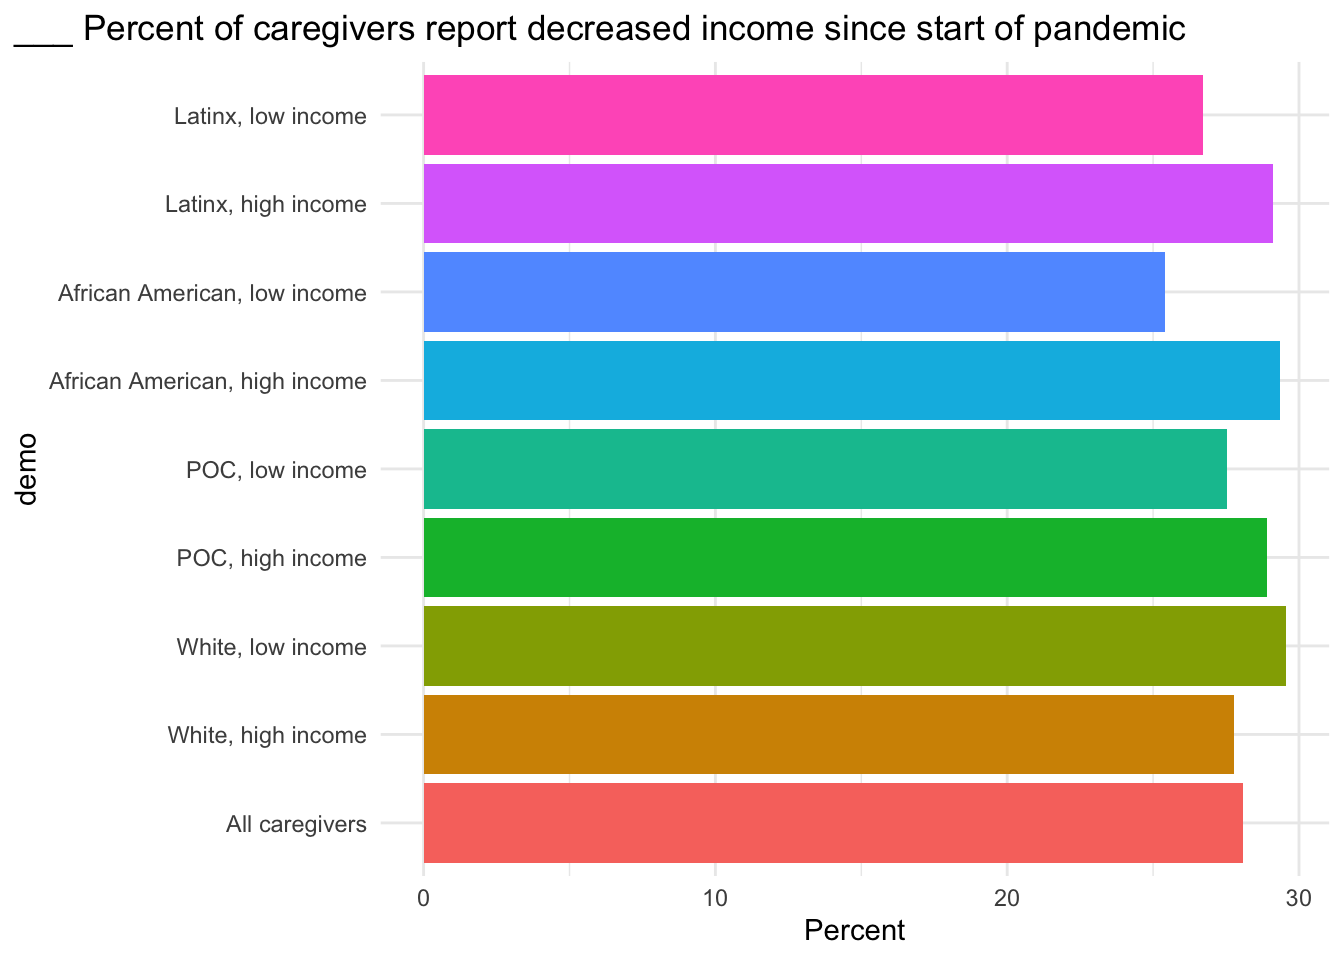 ___ Percent of caregivers report decreased income since start of pandemic
Latinx, low income
Latinx, high income
African American, low income
African American, high income
POC, low income
POC, high income
White, low income
White, high income
All caregivers
demo
0 10 20 30
Percent